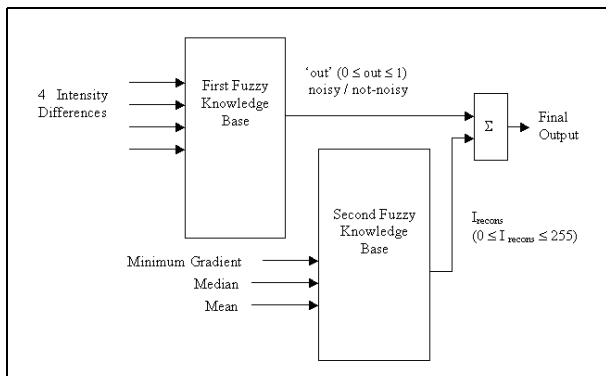 4 Intensity
Differences
First Fuzzy
Knowledge
Base
'out' (0 ≤ out ≤ 1)
noisy / not-noisy
Σ
Final
Output
Second Fuzzy
Knowledge
Base
I recons
(0 ≤ I recons ≤ 255)
Minimum Gradient
Median
Mean